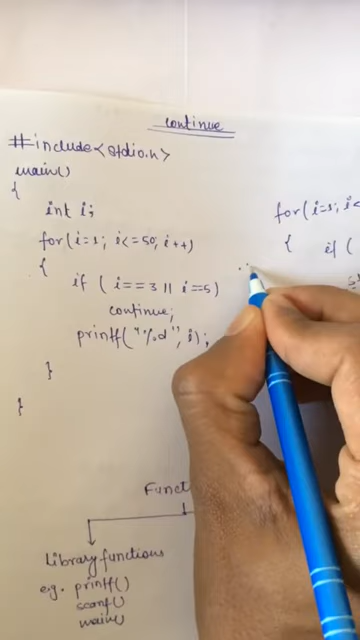 continue
#include<stdio.h>
main()
{
int i;
for(i=1; i<=50; i++)
{
if ( i==3 || i==5)
continue;
printf("%d", i);
}
}
for(i=1; i<
{
if (
Funct
Library functions
e.g. printf()
scanf()
main()